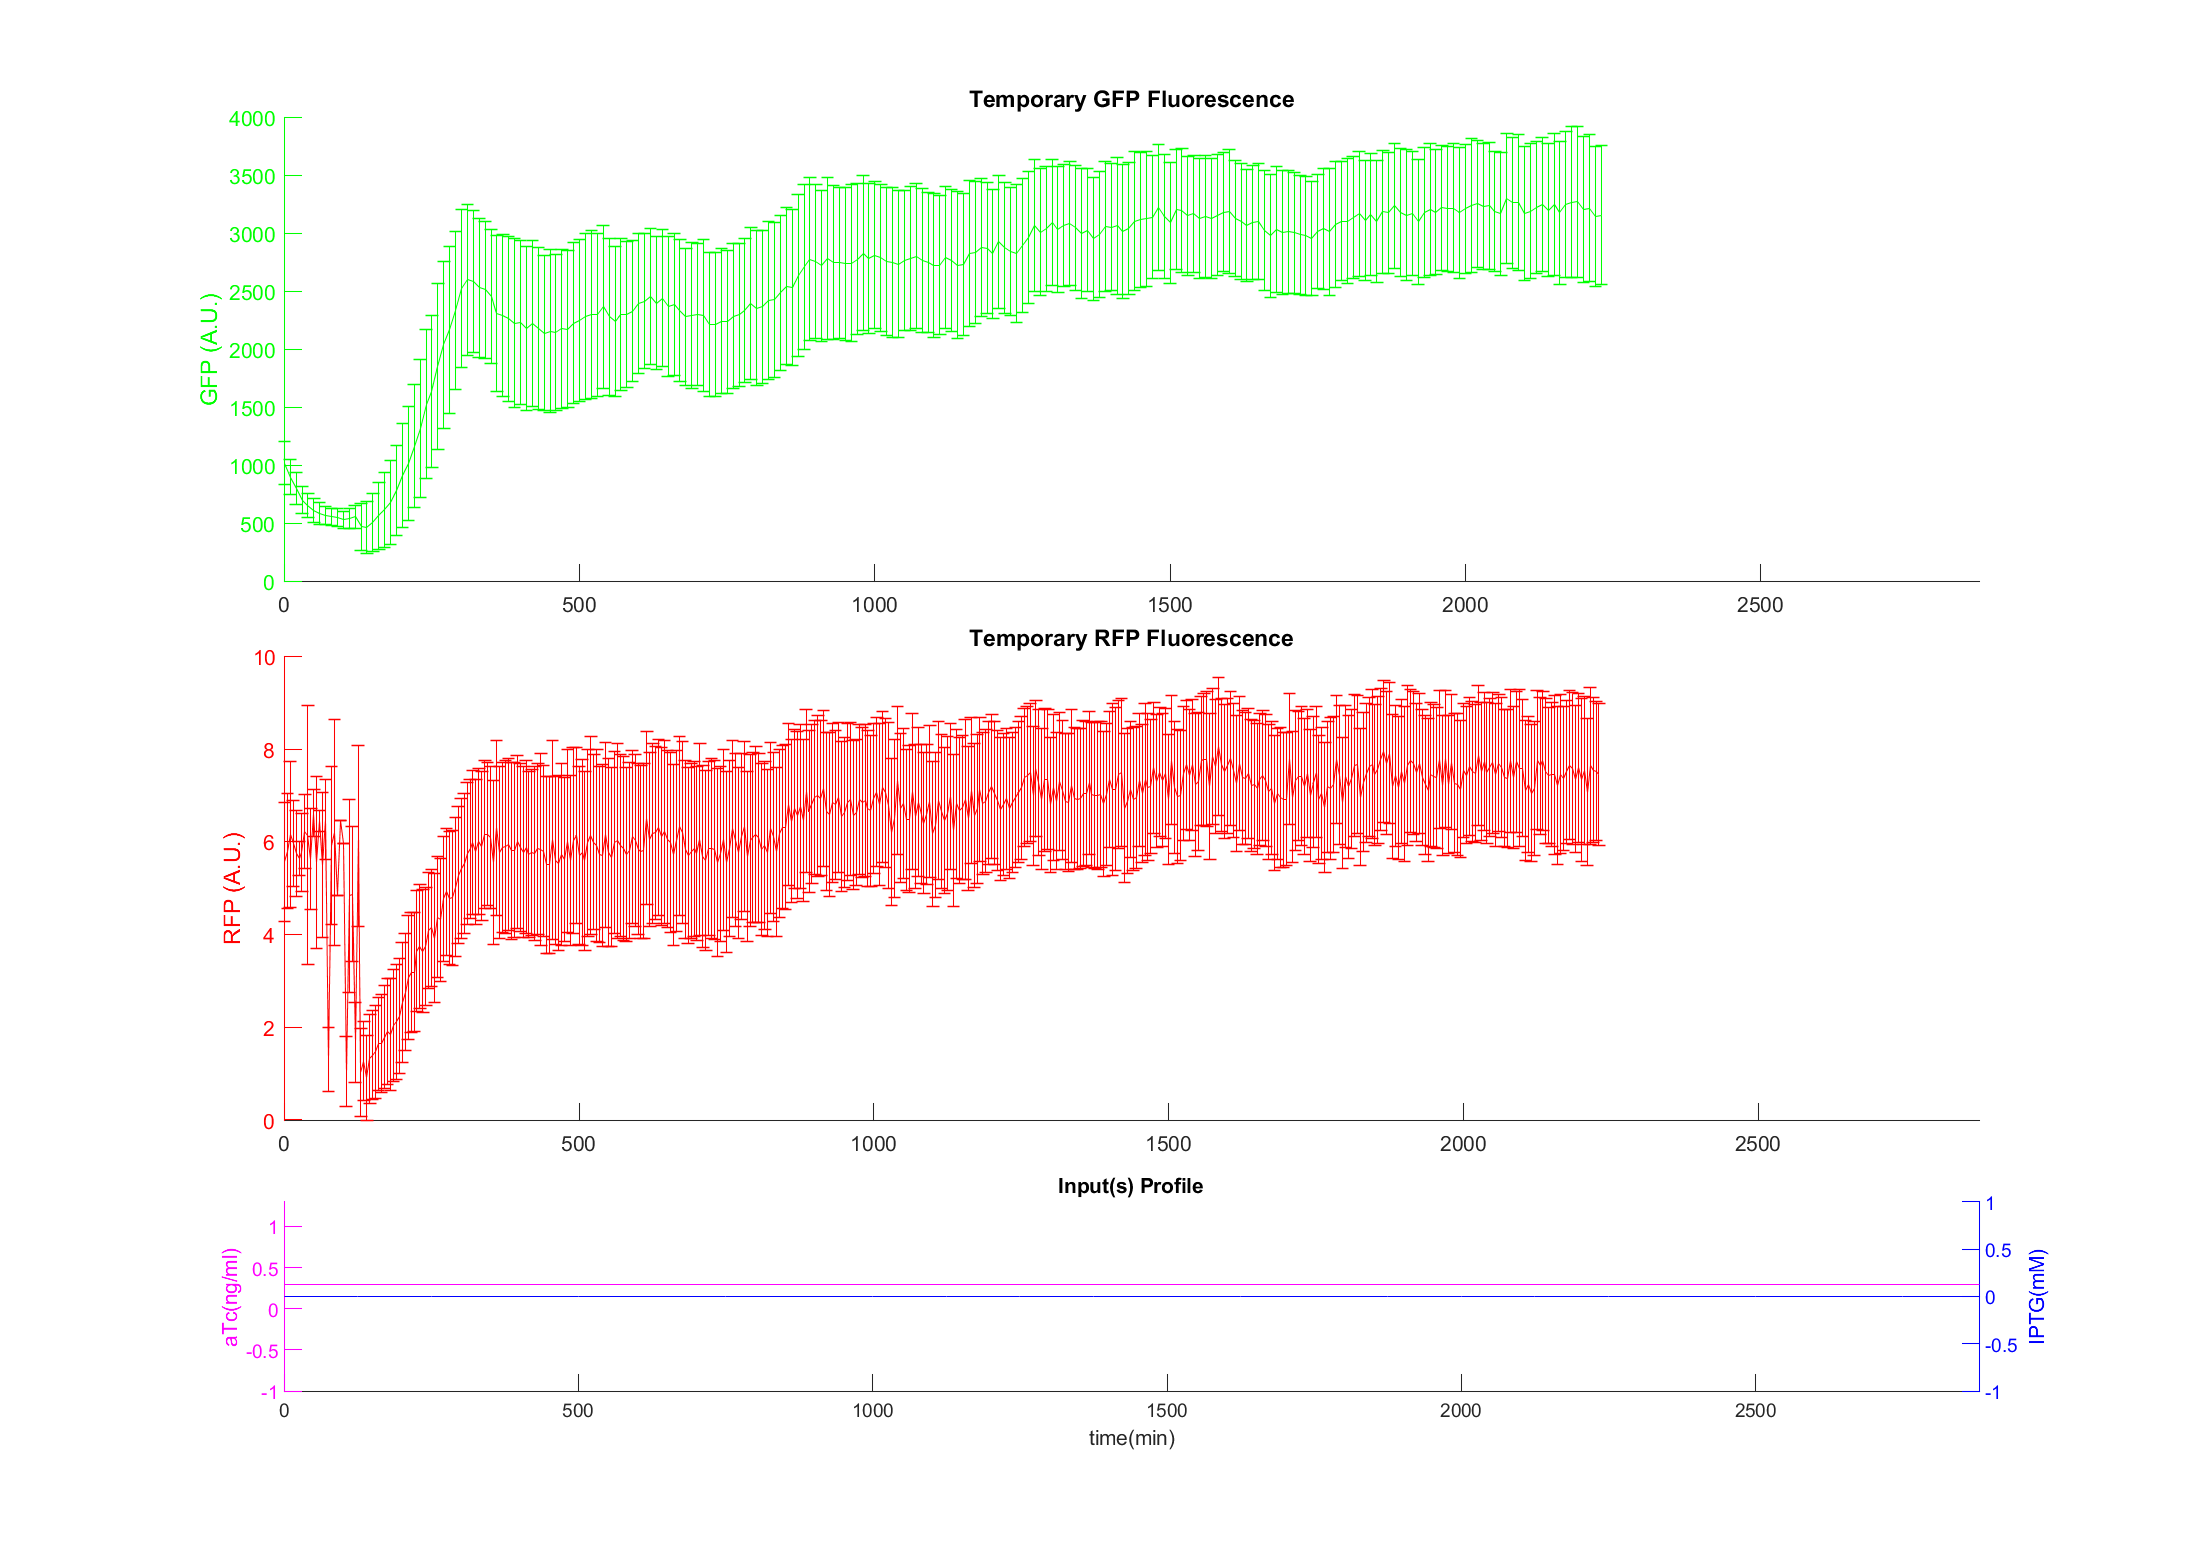 Temporary GFP Fluorescence
GFP (A.U.)
4000
3500
3000
2500
2000
1500
1000
500
0
0 500 1000 1500 2000 2500
Temporary RFP Fluorescence
RFP (A.U.)
10
8
6
4
2
0
0 500 1000 1500 2000 2500
Input(s) Profile
aTc(ng/ml)
1
0.5
0
-0.5
-1
1
0.5
0
-0.5
-1
IPTG(mM)
0 500 1000 1500 2000 2500
time(min)